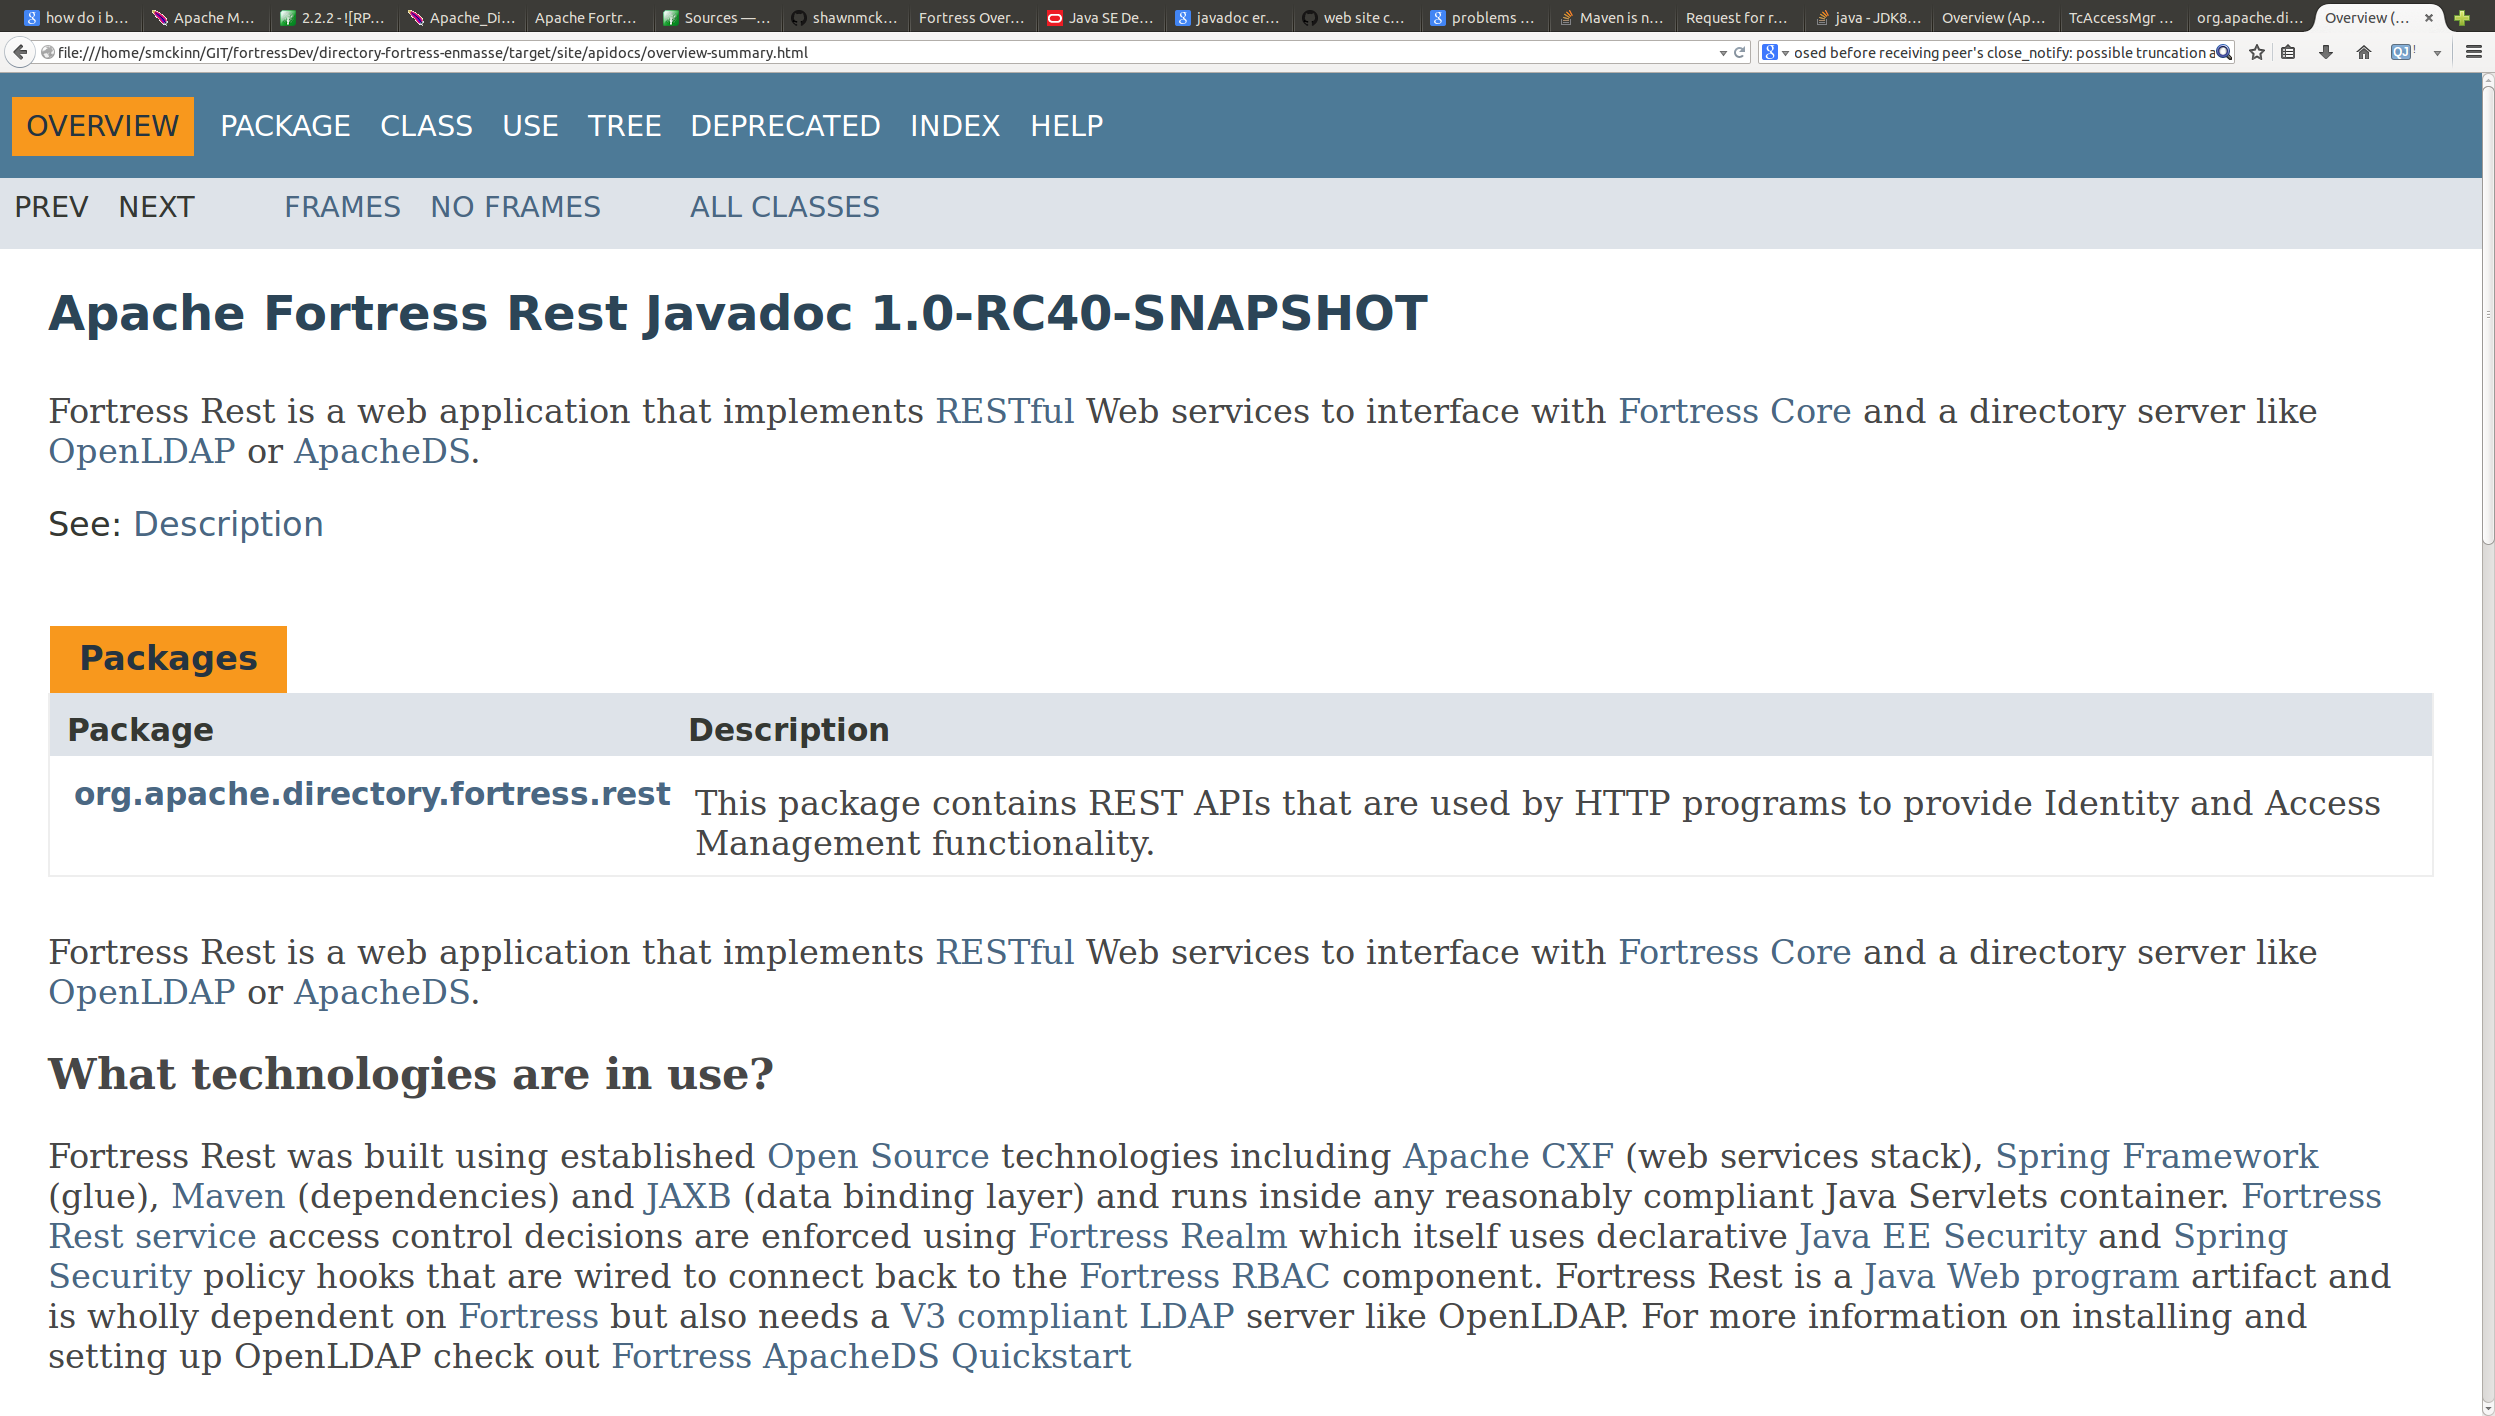 how do i b... Apache M... 2.2.2 - ![RP... Apache_Di... Apache Fortr... Sources —... shawnmck... Fortress Over... Java SE De... javadoc er... web site c... problems ... Maven is n... Request for r... java - JDK8... Overview (Ap... TcAccessMgr ... org.apache.di... Overview (...
file:///home/smckinn/GIT/fortressDev/directory-fortress-enmasse/target/site/apidocs/overview-summary.html osed before receiving peer's close_notify: possible truncation a
OVERVIEW PACKAGE CLASS USE TREE DEPRECATED INDEX HELP
PREV NEXT FRAMES NO FRAMES ALL CLASSES
Apache Fortress Rest Javadoc 1.0-RC40-SNAPSHOT
Fortress Rest is a web application that implements RESTful Web services to interface with Fortress Core and a directory server like
OpenLDAP or ApacheDS.
See: Description
Packages
Package Description
org.apache.directory.fortress.rest This package contains REST APIs that are used by HTTP programs to provide Identity and Access
Management functionality.
Fortress Rest is a web application that implements RESTful Web services to interface with Fortress Core and a directory server like
OpenLDAP or ApacheDS.
What technologies are in use?
Fortress Rest was built using established Open Source technologies including Apache CXF (web services stack), Spring Framework
(glue), Maven (dependencies) and JAXB (data binding layer) and runs inside any reasonably compliant Java Servlets container. Fortress
Rest service access control decisions are enforced using Fortress Realm which itself uses declarative Java EE Security and Spring
Security policy hooks that are wired to connect back to the Fortress RBAC component. Fortress Rest is a Java Web program artifact and
is wholly dependent on Fortress but also needs a V3 compliant LDAP server like OpenLDAP. For more information on installing and
setting up OpenLDAP check out Fortress ApacheDS Quickstart